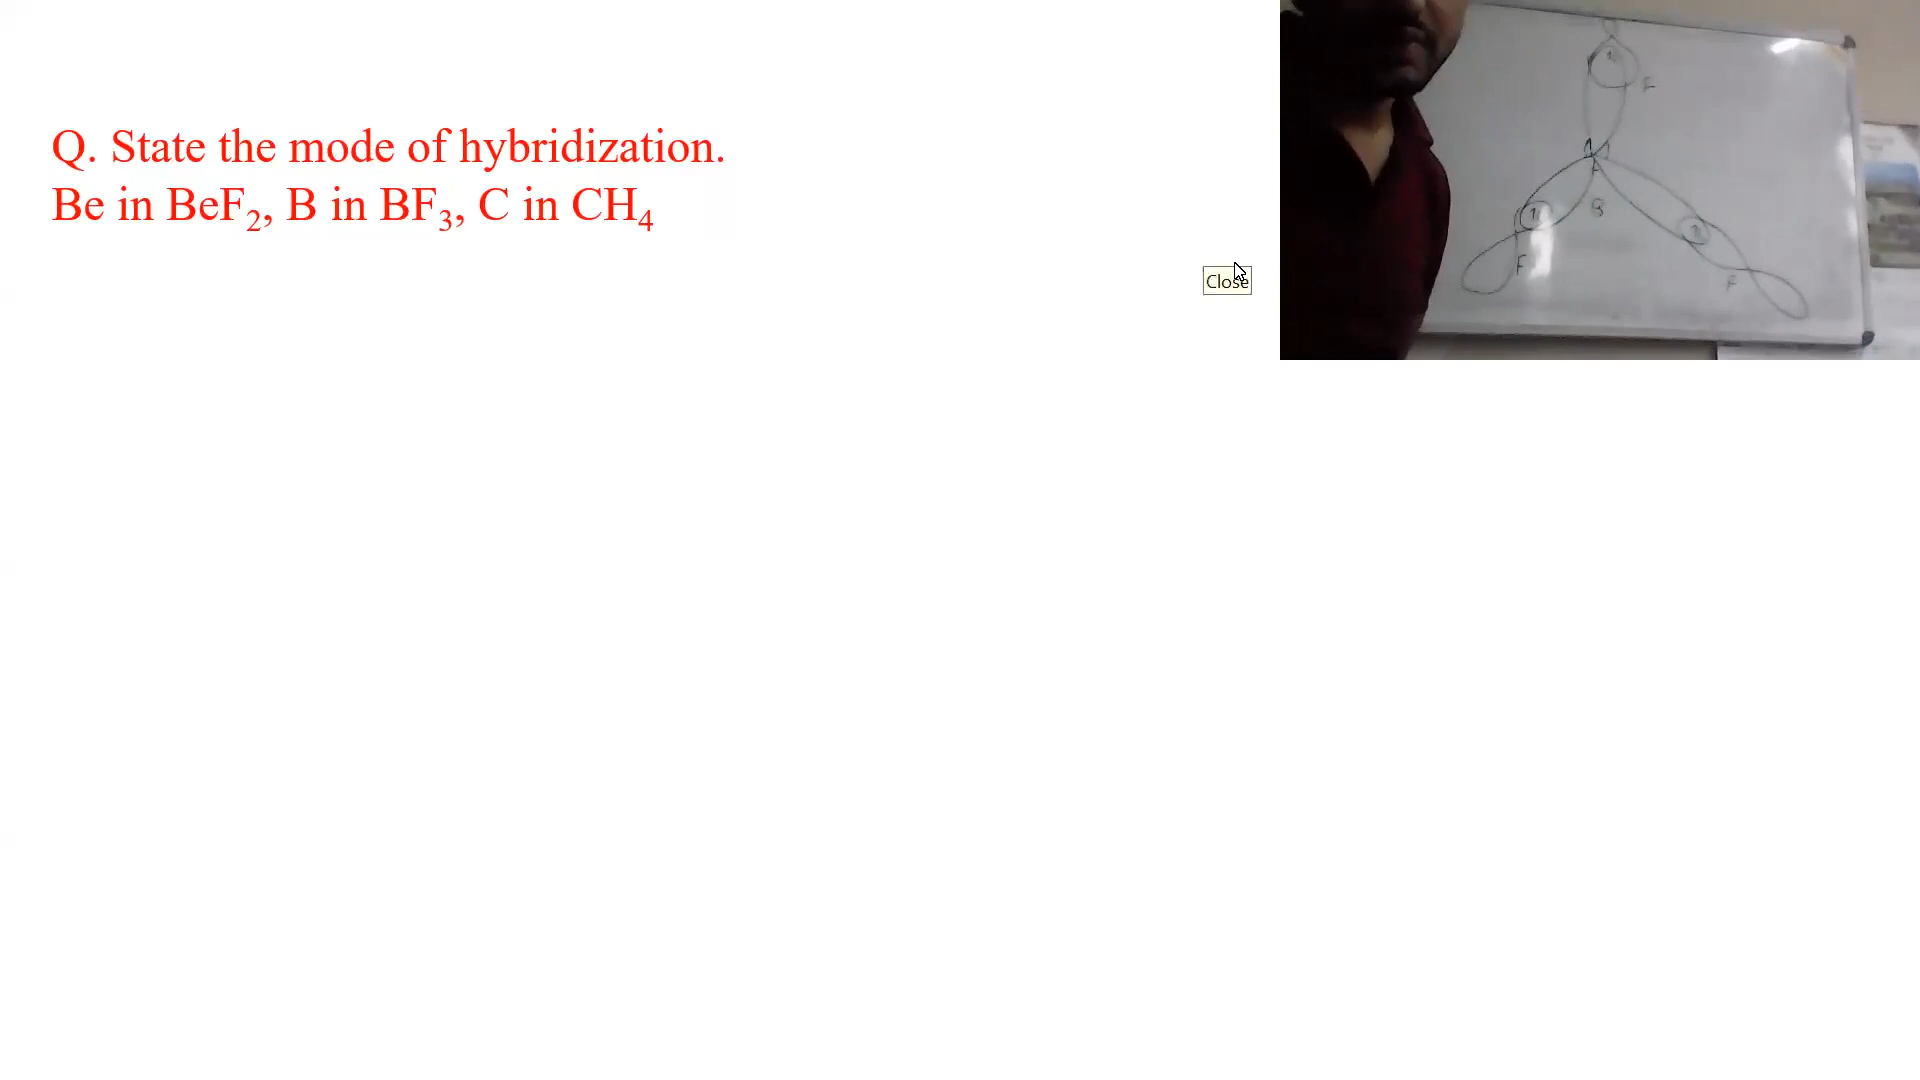 Q. State the mode of hybridization.
Be in BeF₂, B in BF₃, C in CH₄
Close
F
B
F
F